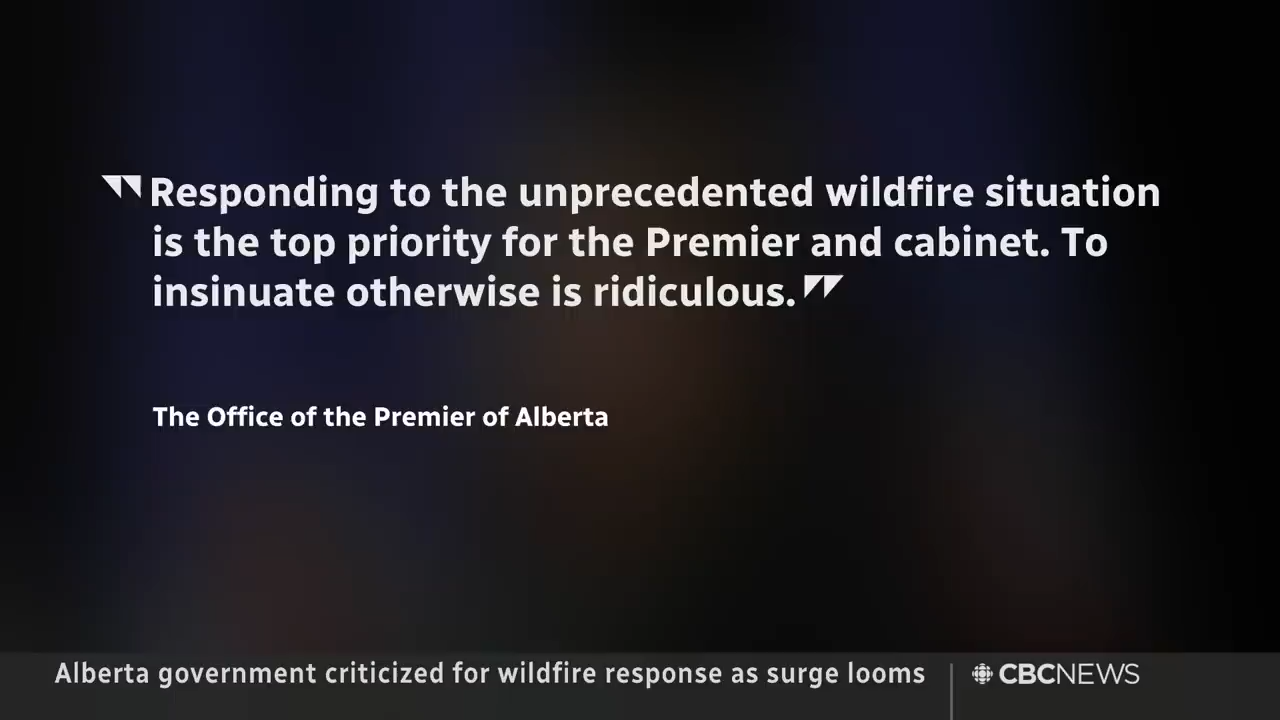 Responding to the unprecedented wildfire situation
is the top priority for the Premier and cabinet. To
insinuate otherwise is ridiculous.
The Office of the Premier of Alberta
Alberta government criticized for wildfire response as surge looms
CBCNEWS